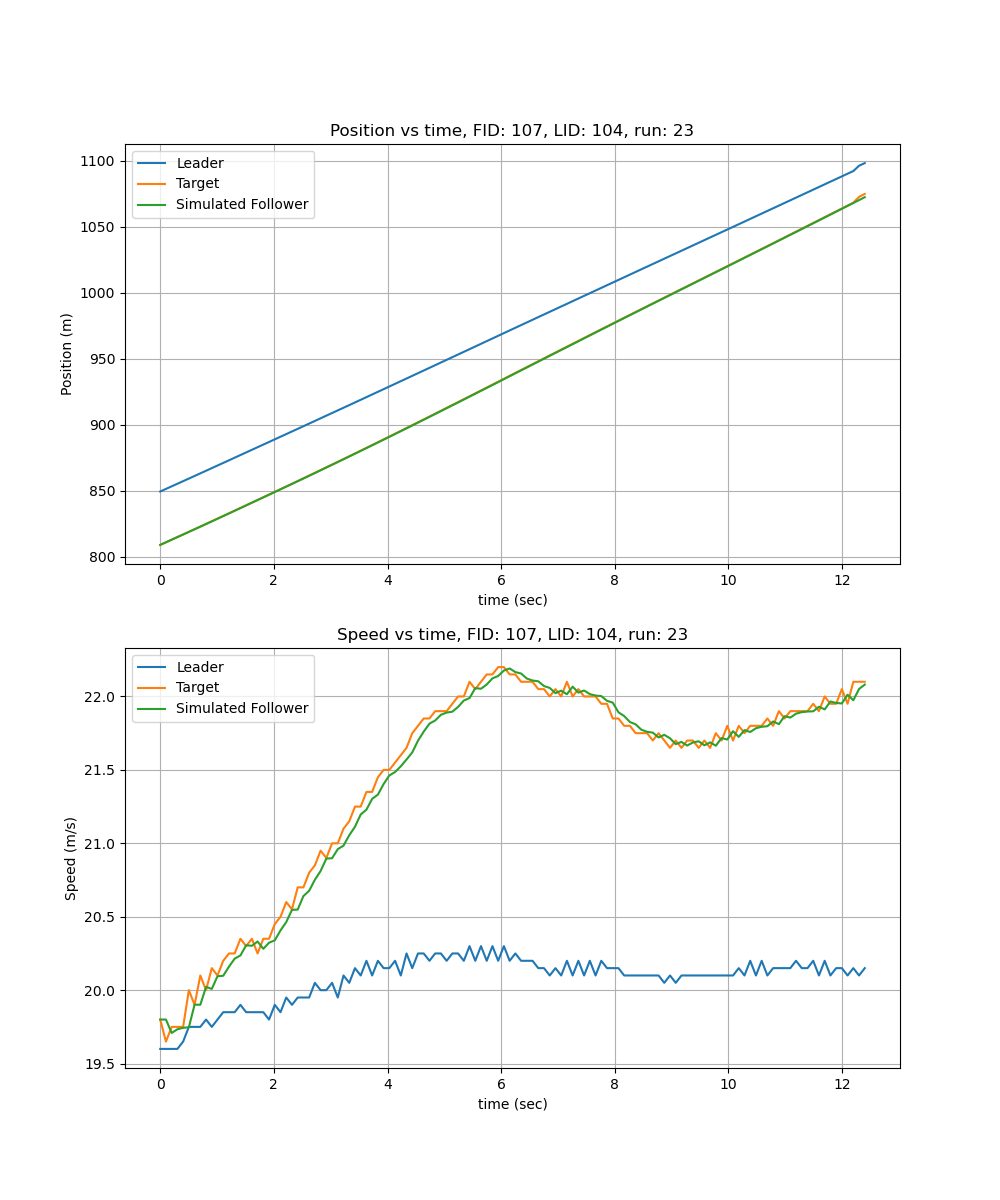 Position vs time, FID: 107, LID: 104, run: 23
Leader
Target
Simulated Follower
1100
1050
1000
950
900
850
800
Position (m)
0 2 4 6 8 10 12
time (sec)
Speed vs time, FID: 107, LID: 104, run: 23
Leader
Target
Simulated Follower
22.0
21.5
21.0
20.5
20.0
19.5
Speed (m/s)
0 2 4 6 8 10 12
time (sec)